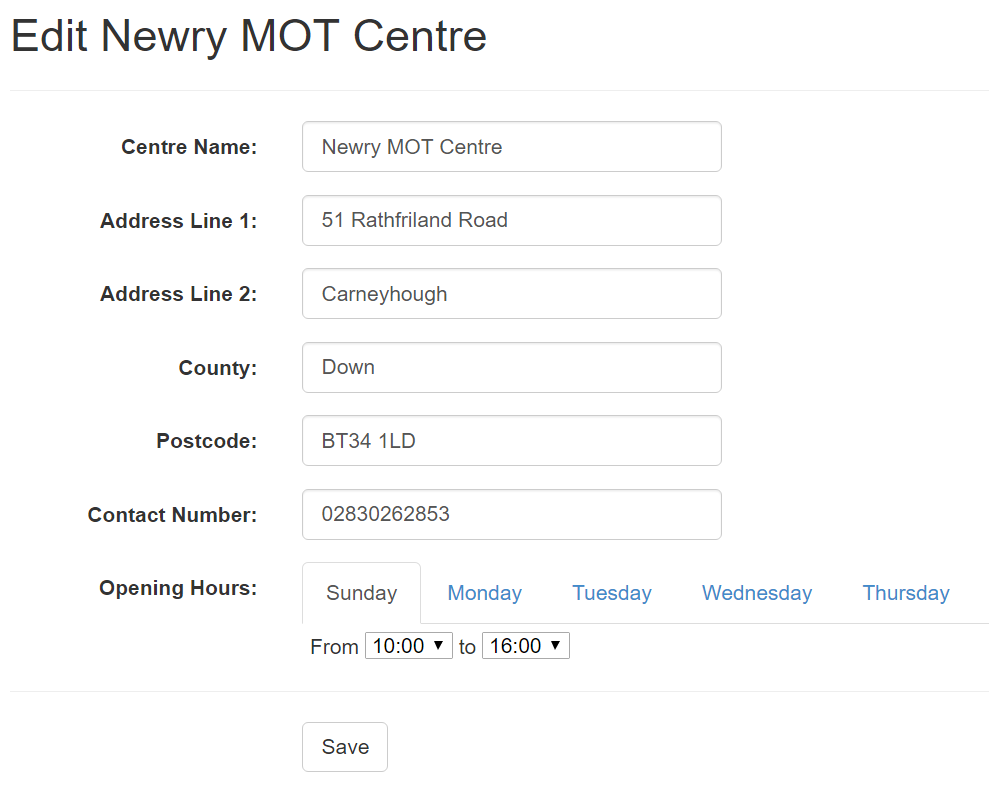 Edit Newry MOT Centre
Centre Name: Newry MOT Centre
Address Line 1: 51 Rathfriland Road
Address Line 2: Carneyhough
County: Down
Postcode: BT34 1LD
Contact Number: 02830262853
Opening Hours: Sunday Monday Tuesday Wednesday Thursday
From 10:00 to 16:00
Save